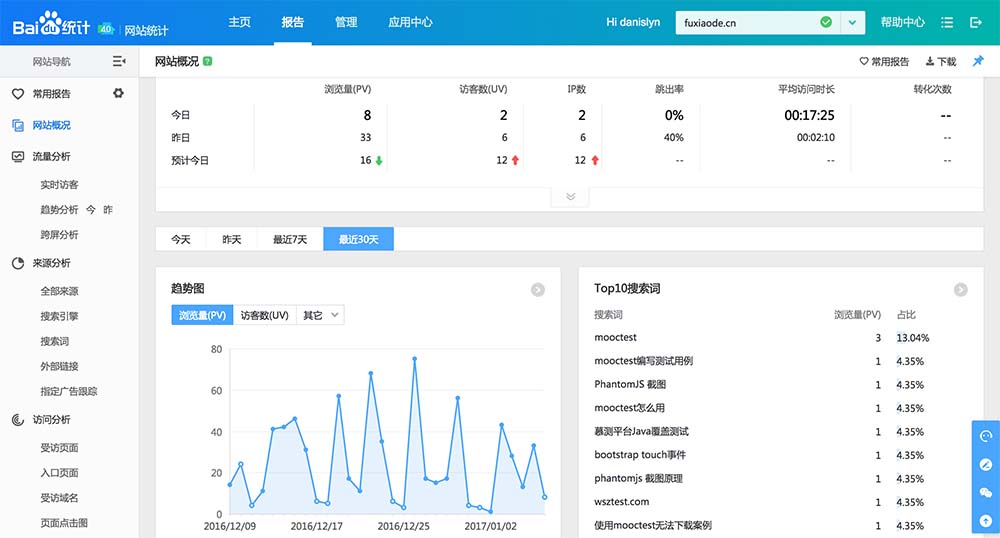 Bai du 统计 4.0 | 网站统计
主页 报告 管理 应用中心
Hi danislyn fuxiaode.cn 帮助中心
网站导航
常用报告
网站概况
流量分析
实时访客
趋势分析 今 昨
跨屏分析
来源分析
全部来源
搜索引擎
搜索词
外部链接
指定广告跟踪
访问分析
受访页面
入口页面
受访域名
页面点击图
网站概况 ?
常用报告 下载
浏览量(PV) 访客数(UV) IP数 跳出率 平均访问时长 转化次数
今日 8 2 2 0% 00:17:25 --
昨日 33 6 6 40% 00:02:10 --
预计今日 16 12 12 -- -- --
今天 昨天 最近7天 最近30天
趋势图
浏览量(PV) 访客数(UV) 其它
80
60
40
20
0
2016/12/09 2016/12/17 2016/12/25 2017/01/02
Top10搜索词
搜索词 浏览量(PV) 占比
mooctest 3 13.04%
mooctest编写测试用例 1 4.35%
PhantomJS 截图 1 4.35%
mooctest怎么用 1 4.35%
慕测平台Java覆盖测试 1 4.35%
bootstrap touch事件 1 4.35%
phantomjs 截图原理 1 4.35%
wsztest.com 1 4.35%
使用mooctest无法下载案例 1 4.35%